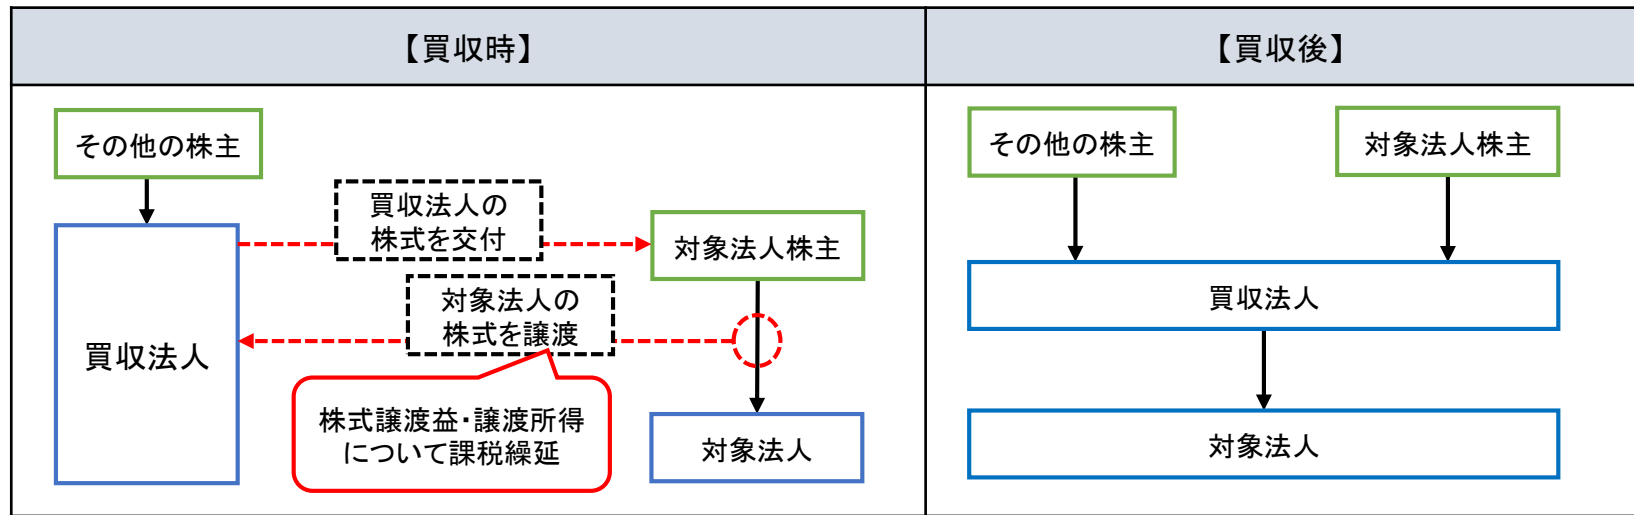 【買収時】
その他の株主
買収法人の
株式を交付
対象法人株主
対象法人の
株式を譲渡
買収法人
株式譲渡益・譲渡所得
について課税繰延
対象法人
【買収後】
その他の株主
対象法人株主
買収法人
対象法人